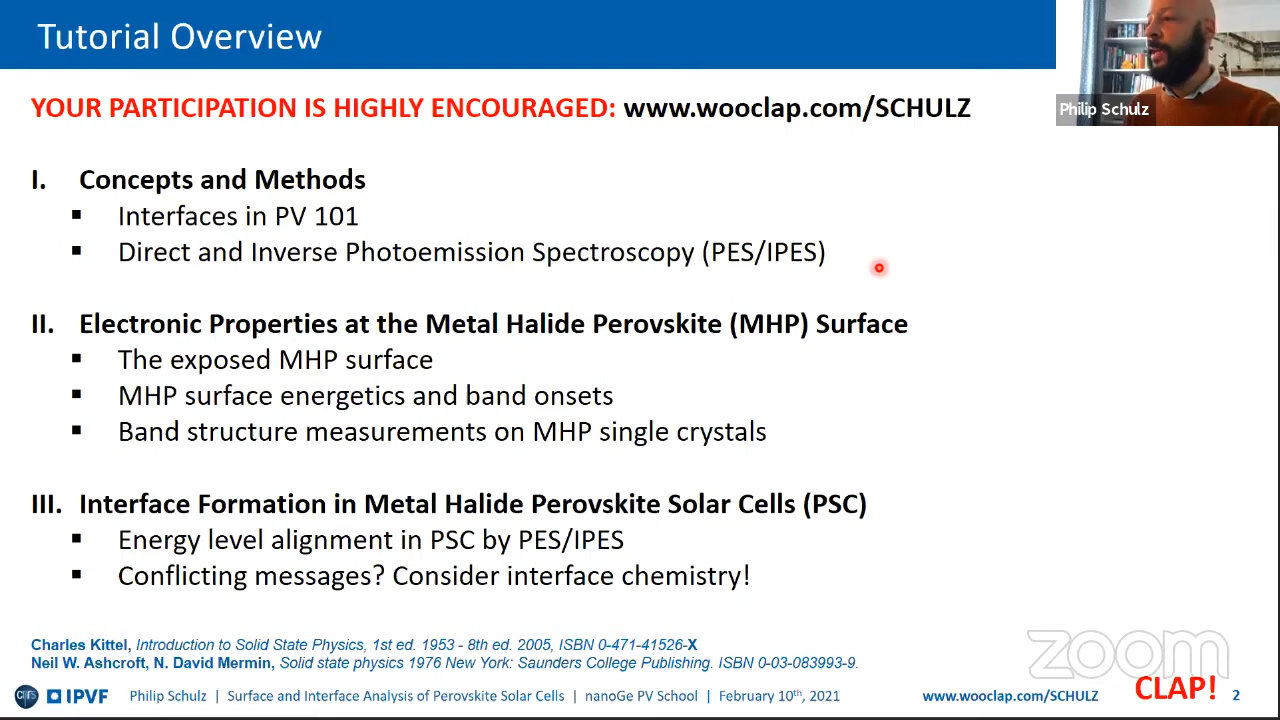 Tutorial Overview
Philip Schulz
YOUR PARTICIPATION IS HIGHLY ENCOURAGED: www.wooclap.com/SCHULZ
I. Concepts and Methods
▪ Interfaces in PV 101
▪ Direct and Inverse Photoemission Spectroscopy (PES/IPES)
II. Electronic Properties at the Metal Halide Perovskite (MHP) Surface
▪ The exposed MHP surface
▪ MHP surface energetics and band onsets
▪ Band structure measurements on MHP single crystals
III. Interface Formation in Metal Halide Perovskite Solar Cells (PSC)
▪ Energy level alignment in PSC by PES/IPES
▪ Conflicting messages? Consider interface chemistry!
Charles Kittel, Introduction to Solid State Physics, 1st ed. 1953 - 8th ed. 2005, ISBN 0-471-41526-X
Neil W. Ashcroft, N. David Mermin, Solid state physics 1976 New York: Saunders College Publishing. ISBN 0-03-083993-9.
zoom
cnrs IPVF Philip Schulz | Surface and Interface Analysis of Perovskite Solar Cells | nanoGe PV School | February 10th, 2021 www.wooclap.com/SCHULZ CLAP! 2